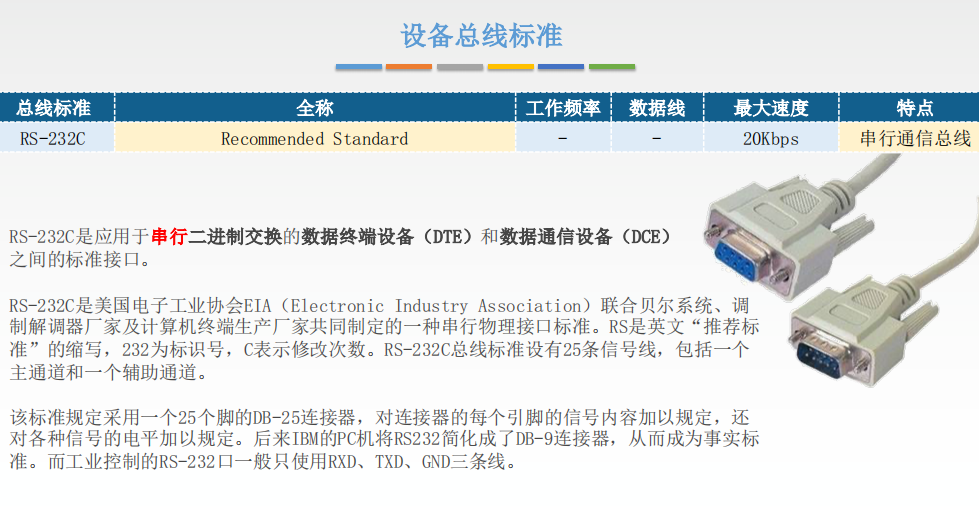 设备总线标准
总线标准 全称 工作频率 数据线 最大速度 特点
RS-232C Recommended Standard - - 20Kbps 串行通信总线
RS-232C是应用于串行二进制交换的数据终端设备（DTE）和数据通信设备（DCE）
之间的标准接口。
RS-232C是美国电子工业协会EIA（Electronic Industry Association）联合贝尔系统、调
制解调器厂家及计算机终端生产厂家共同制定的一种串行物理接口标准。RS是英文“推荐标
准”的缩写，232为标识号，C表示修改次数。RS-232C总线标准设有25条信号线，包括一个
主通道和一个辅助通道。
该标准规定采用一个25个脚的DB-25连接器，对连接器的每个引脚的信号内容加以规定，还
对各种信号的电平加以规定。后来IBM的PC机将RS232简化成了DB-9连接器，从而成为事实标
准。而工业控制的RS-232口一般只使用RXD、TXD、GND三条线。